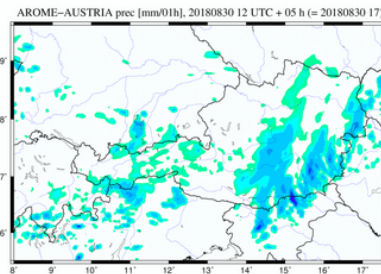 AROME-AUSTRIA prec [mm/01h], 20180830 12 UTC + 05 h (= 20180830 17
9˚
8˚
7˚
6˚
8˚ 9˚ 10˚ 11˚ 12˚ 13˚ 14˚ 15˚ 16˚ 17˚